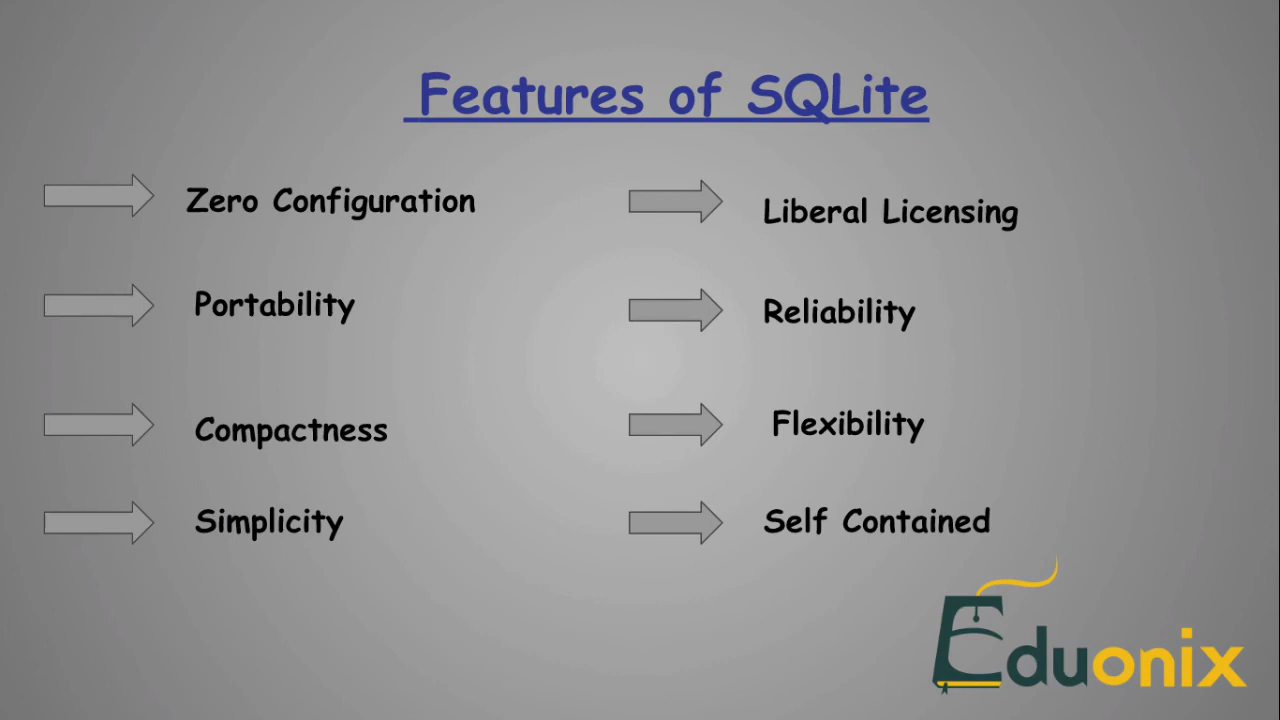 Features of SQLite
Zero Configuration
Liberal Licensing
Portability
Reliability
Compactness
Flexibility
Simplicity
Self Contained
Eduonix